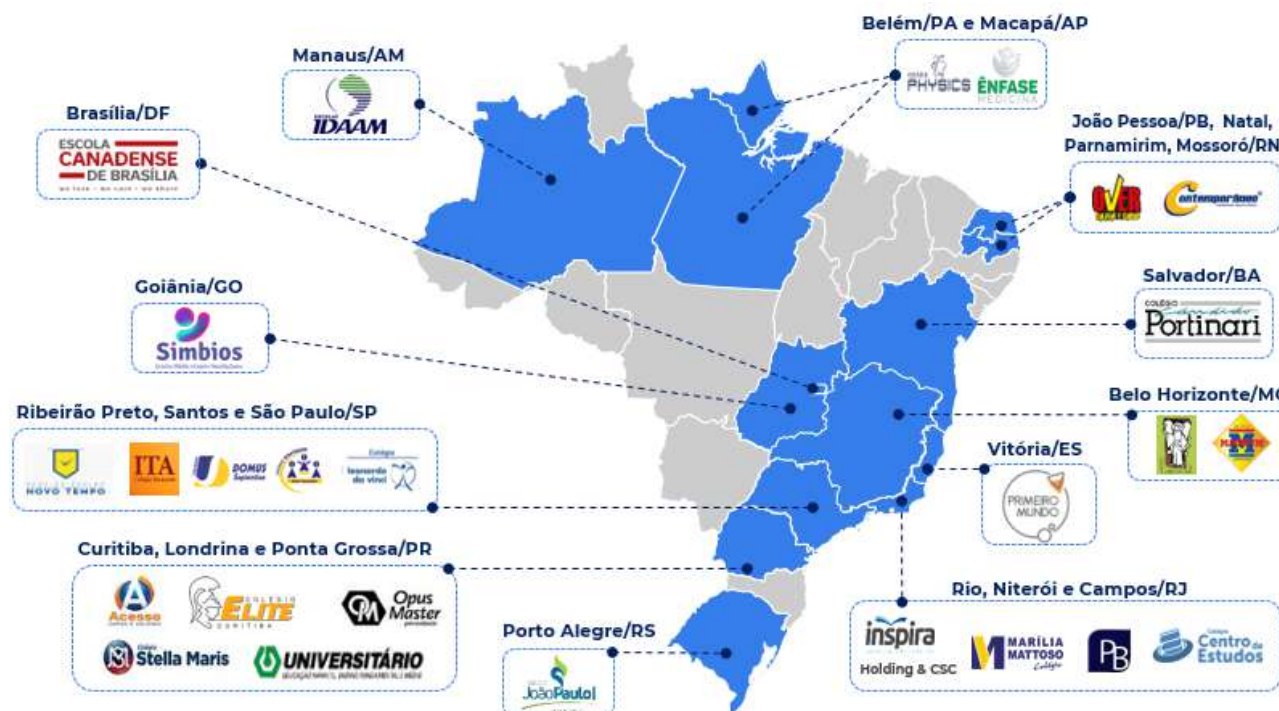 Belém/PA e Macapá/AP
PHYSICS
ÊNFASE
MEDICINA
Manaus/AM
IDAAM
Brasília/DF
ESCOLA
CANADENSE
DE BRASÍLIA
João Pessoa/PB, Natal,
Parnamirim, Mossoró/RN
OVER
Contemporâneo
Goiânia/GO
Simbios
Salvador/BA
COLÉGIO
Portinari
Ribeirão Preto, Santos e São Paulo/SP
NOVO TEMPO
ITA
DOMUS
Sapientiae
Colégio
leonardo
da vinci
Belo Horizonte/MG
M
Vitória/ES
PRIMEIRO
MUNDO
Curitiba, Londrina e Ponta Grossa/PR
Acesso
COLÉGIO
ELITE
CURITIBA
Opus
Master
Stella Maris
UNIVERSITÁRIO
Porto Alegre/RS
João Paulo I
Rio, Niterói e Campos/RJ
inspira
Holding & CSC
MARÍLIA
MATTOSO
Colégio
PB
Centro de
Estudos